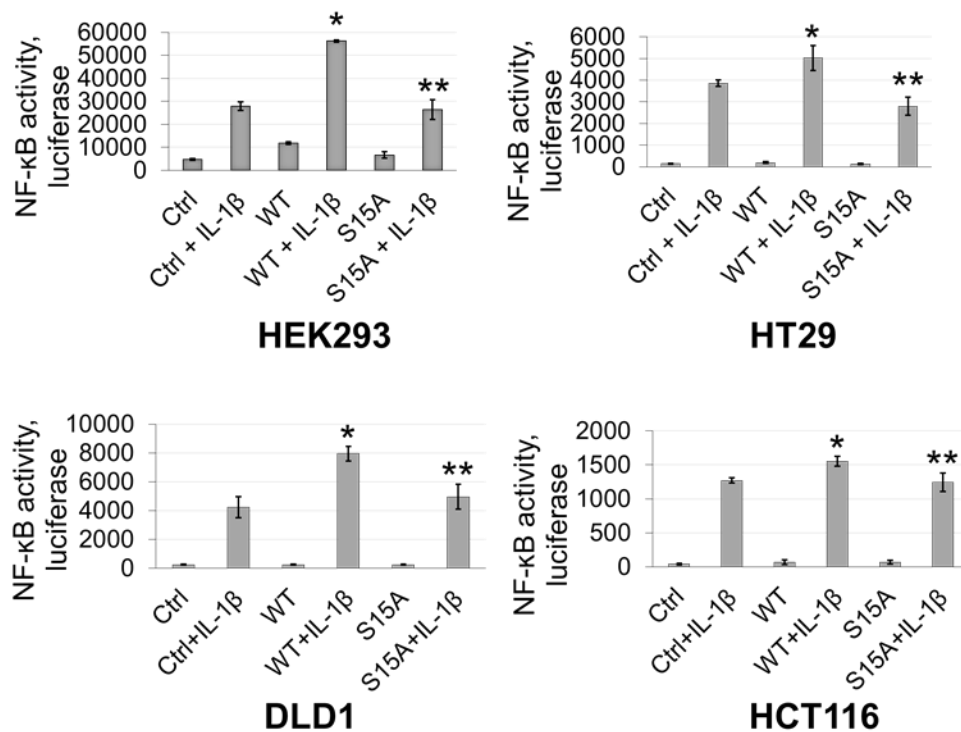 NF-κB activity,
luciferase
60000
50000
40000
30000
20000
10000
0
*
**
Ctrl
Ctrl + IL-1β
WT
WT + IL-1β
S15A
S15A + IL-1β
HEK293
NF-κB activity,
luciferase
6000
5000
4000
3000
2000
1000
0
*
**
Ctrl
Ctrl + IL-1β
WT
WT + IL-1β
S15A
S15A + IL-1β
HT29
NF-κB activity,
luciferase
10000
8000
6000
4000
2000
0
*
**
Ctrl
Ctrl+IL-1β
WT
WT+IL-1β
S15A
S15A+IL-1β
DLD1
NF-κB activity,
luciferase
2000
1500
1000
500
0
*
**
Ctrl
Ctrl+IL-1β
WT
WT+IL-1β
S15A
S15A+IL-1β
HCT116